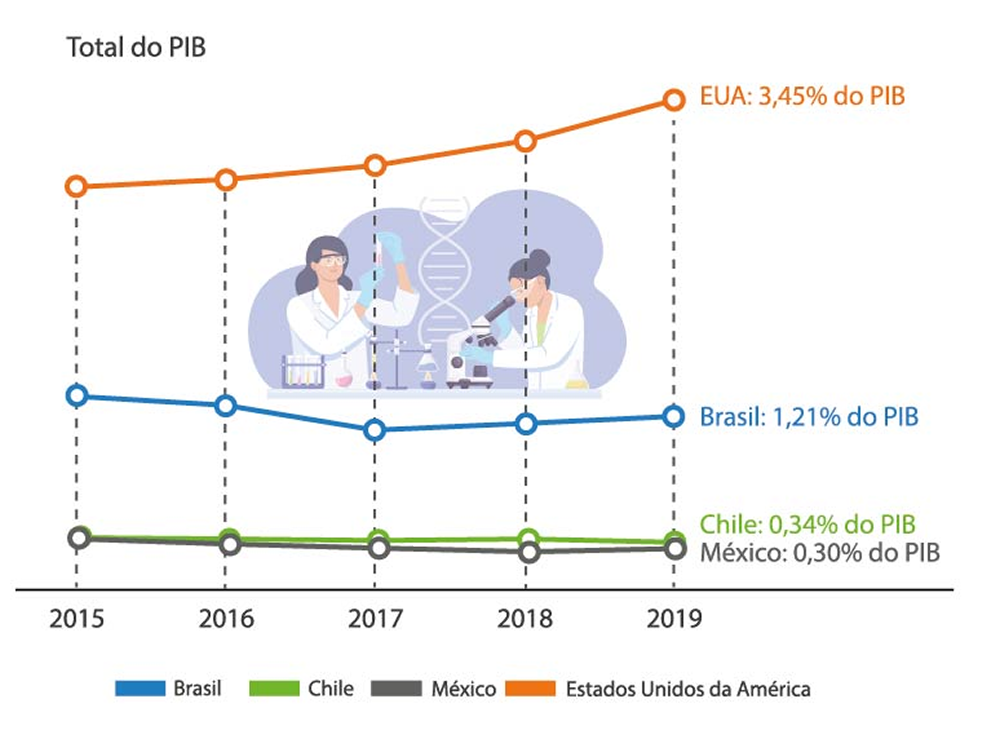 Total do PIB
EUA: 3,45% do PIB
Brasil: 1,21% do PIB
Chile: 0,34% do PIB
México: 0,30% do PIB
2015 2016 2017 2018 2019
Brasil Chile México Estados Unidos da América